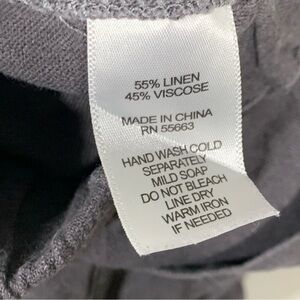 55% LINEN
45% VISCOSE
MADE IN CHINA
RN 55663
HAND WASH COLD
SEPARATELY
MILD SOAP
DO NOT BLEACH
LINE DRY
WARM IRON
IF NEEDED